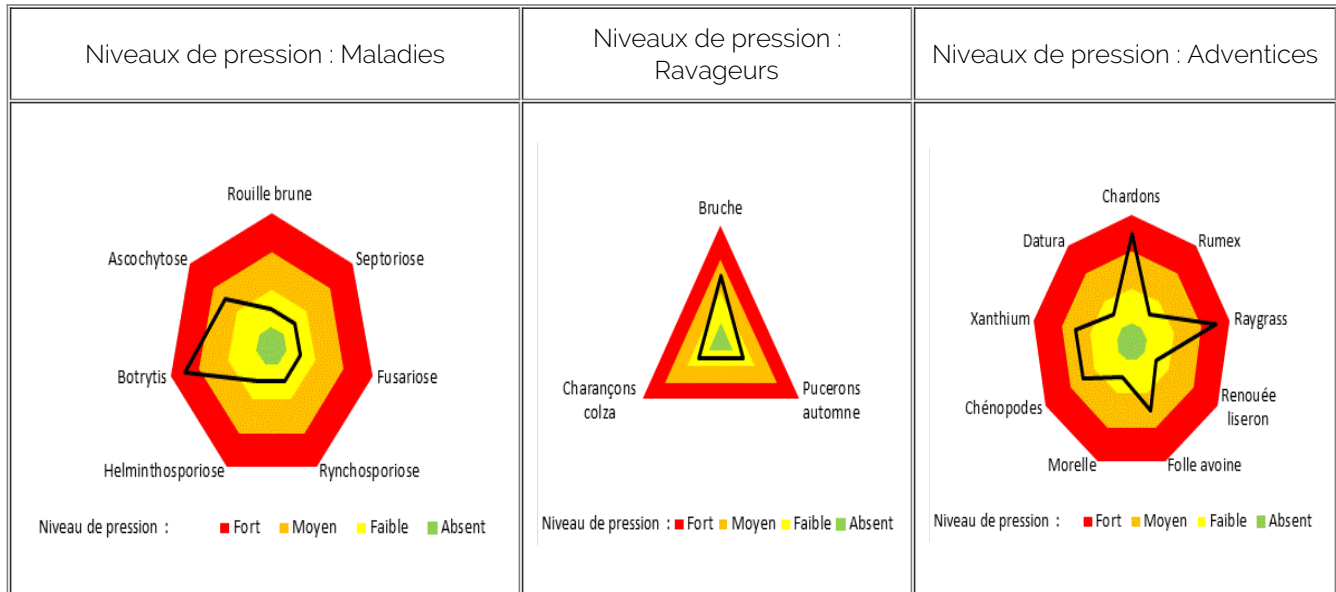 Niveaux de pression : Maladies
Niveaux de pression :
Ravageurs
Niveaux de pression : Adventices
Rouille brune
Ascochytose
Septoriose
Botrytis
Fusariose
Helminthosporiose
Rynchosporiose
Niveau de pression :
Fort
Moyen
Faible
Absent
Bruche
Charançons
colza
Pucerons
automne
Niveau de pression :
Fort
Moyen
Faible
Absent
Chardons
Datura
Rumex
Xanthium
Raygrass
Chénopodes
Renouée
liseron
Morelle
Folle avoine
Niveau de pression :
Fort
Moyen
Faible
Absent